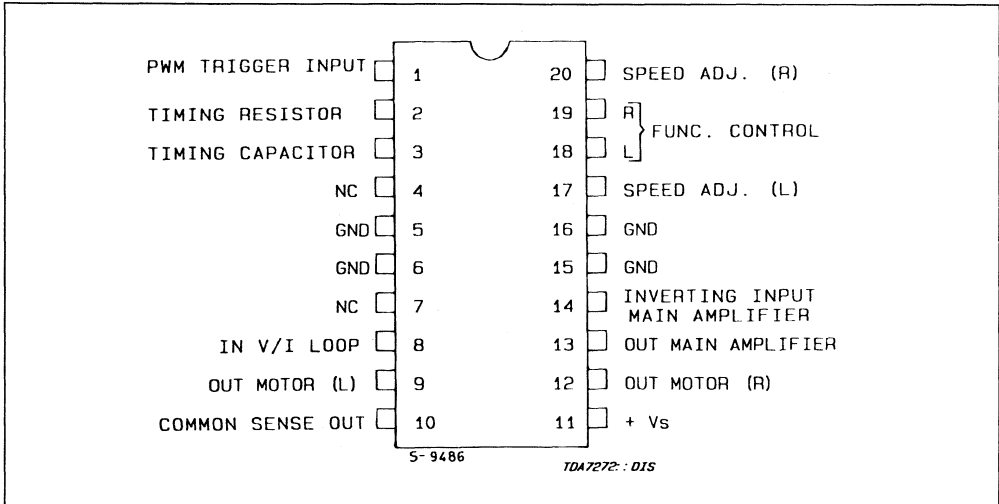 PWM TRIGGER INPUT 1 20 SPEED ADJ. (R)
TIMING RESISTOR 2 19 R
FUNC. CONTROL
TIMING CAPACITOR 3 18 L
NC 4 17 SPEED ADJ. (L)
GND 5 16 GND
GND 6 15 GND
NC 7 14 INVERTING INPUT
MAIN AMPLIFIER
IN V/I LOOP 8 13 OUT MAIN AMPLIFIER
OUT MOTOR (L) 9 12 OUT MOTOR (R)
COMMON SENSE OUT 10 11 + Vs
S-9486
TDA7272::DIS